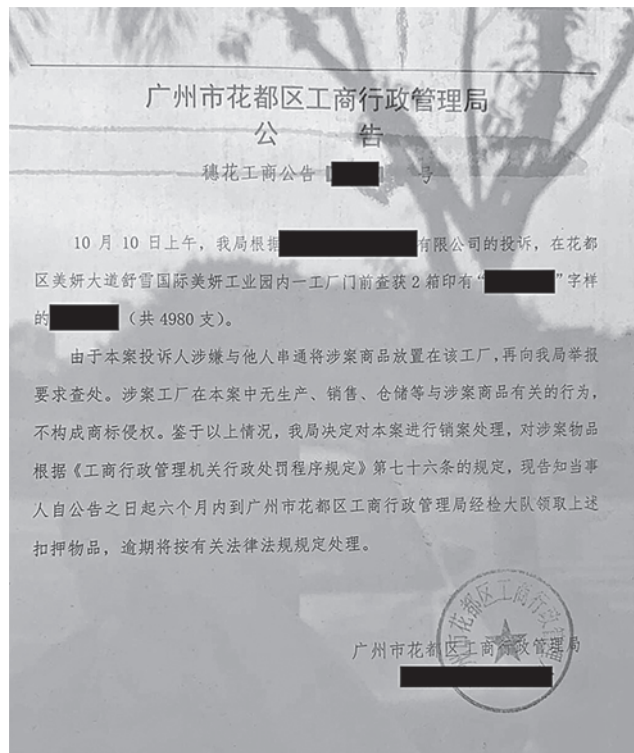 广州市花都区工商行政管理局
公 告
穗花工商公告 号
10 月 10 日上午，我局根据 有限公司的投诉，在花都
区美妍大道舒雪国际美妍工业园内一工厂门前查获 2 箱印有“ ”字样
的 （共 4980 支）。
由于本案投诉人涉嫌与他人串通将涉案商品放置在该工厂，再向我局举报
要求查处。涉案工厂在本案中无生产、销售、仓储等与涉案商品有关的行为，
不构成商标侵权。鉴于以上情况，我局决定对本案进行销案处理，对涉案物品
根据《工商行政管理机关行政处罚程序规定》第七十六条的规定，现告知当事
人自公告之日起六个月内到广州市花都区工商行政管理局经检大队领取上述
扣押物品，逾期将按有关法律法规规定处理。
广州市花都区工商行政管理局